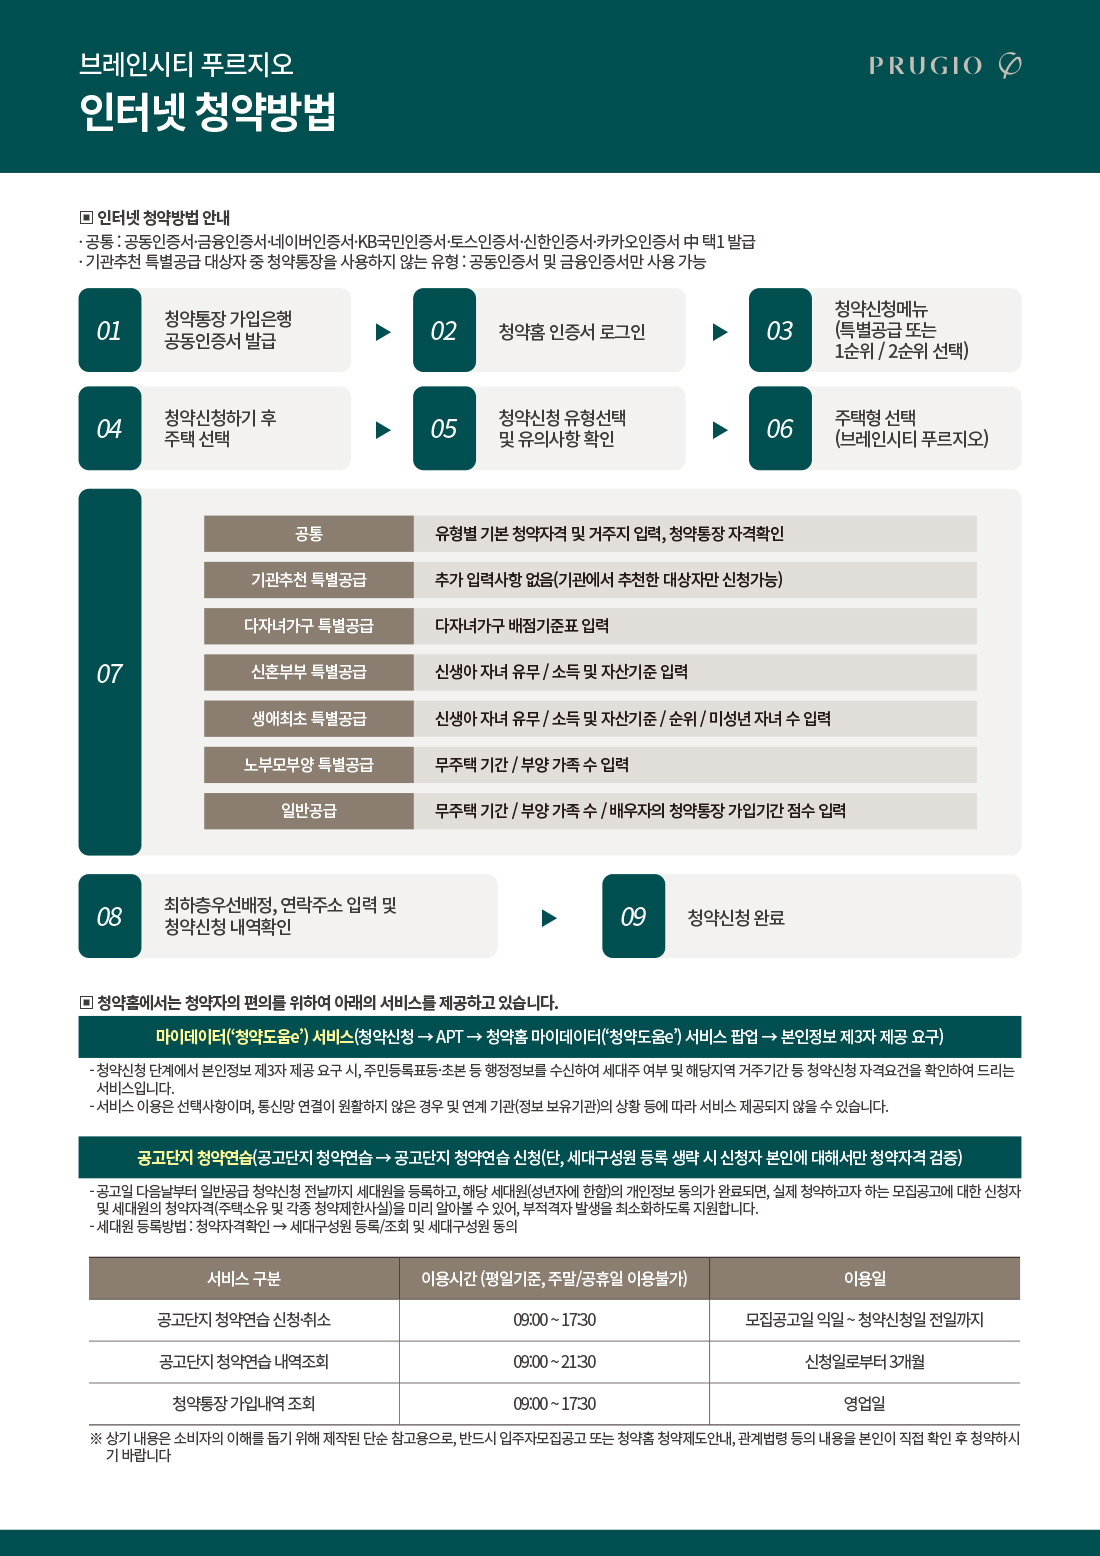 브레인시티 푸르지오
인터넷 청약방법
PRUGIO
▣ 인터넷 청약방법 안내
· 공통 : 공동인증서·금융인증서·네이버인증서·KB국민인증서·토스인증서·신한인증서·카카오인증서 中 택1 발급
· 기관추천 특별공급 대상자 중 청약통장을 사용하지 않는 유형 : 공동인증서 및 금융인증서만 사용 가능
01
청약통장 가입은행
공동인증서 발급
▶
02
청약홈 인증서 로그인
▶
03
청약신청메뉴
(특별공급 또는
1순위 / 2순위 선택)
04
청약신청하기 후
주택 선택
▶
05
청약신청 유형선택
및 유의사항 확인
▶
06
주택형 선택
(브레인시티 푸르지오)
07
공통 유형별 기본 청약자격 및 거주지 입력, 청약통장 자격확인
기관추천 특별공급 추가 입력사항 없음(기관에서 추천한 대상자만 신청가능)
다자녀가구 특별공급 다자녀가구 배점기준표 입력
신혼부부 특별공급 신생아 자녀 유무 / 소득 및 자산기준 입력
생애최초 특별공급 신생아 자녀 유무 / 소득 및 자산기준 / 순위 / 미성년 자녀 수 입력
노부모부양 특별공급 무주택 기간 / 부양 가족 수 입력
일반공급 무주택 기간 / 부양 가족 수 / 배우자의 청약통장 가입기간 점수 입력
08
최하층우선배정, 연락주소 입력 및
청약신청 내역확인
▶
09
청약신청 완료
▣ 청약홈에서는 청약자의 편의를 위하여 아래의 서비스를 제공하고 있습니다.
마이데이터(‘청약도움e’) 서비스(청약신청 → APT → 청약홈 마이데이터(‘청약도움e’) 서비스 팝업 → 본인정보 제3자 제공 요구)
- 청약신청 단계에서 본인정보 제3자 제공 요구 시, 주민등록표등·초본 등 행정정보를 수신하여 세대주 여부 및 해당지역 거주기간 등 청약신청 자격요건을 확인하여 드리는
서비스입니다.
- 서비스 이용은 선택사항이며, 통신망 연결이 원활하지 않은 경우 및 연계 기관(정보 보유기관)의 상황 등에 따라 서비스 제공되지 않을 수 있습니다.
공고단지 청약연습(공고단지 청약연습 → 공고단지 청약연습 신청(단, 세대구성원 등록 생략 시 신청자 본인에 대해서만 청약자격 검증)
- 공고일 다음날부터 일반공급 청약신청 전날까지 세대원을 등록하고, 해당 세대원(성년자에 한함)의 개인정보 동의가 완료되면, 실제 청약하고자 하는 모집공고에 대한 신청자
및 세대원의 청약자격(주택소유 및 각종 청약제한사실)을 미리 알아볼 수 있어, 부적격자 발생을 최소화하도록 지원합니다.
- 세대원 등록방법 : 청약자격확인 → 세대구성원 등록/조회 및 세대구성원 동의
서비스 구분 이용시간 (평일기준, 주말/공휴일 이용불가) 이용일
공고단지 청약연습 신청·취소 09:00 ~ 17:30 모집공고일 익일 ~ 청약신청일 전일까지
공고단지 청약연습 내역조회 09:00 ~ 21:30 신청일로부터 3개월
청약통장 가입내역 조회 09:00 ~ 17:30 영업일
※ 상기 내용은 소비자의 이해를 돕기 위해 제작된 단순 참고용으로, 반드시 입주자모집공고 또는 청약홈 청약제도안내, 관계법령 등의 내용을 본인이 직접 확인 후 청약하시
기 바랍니다